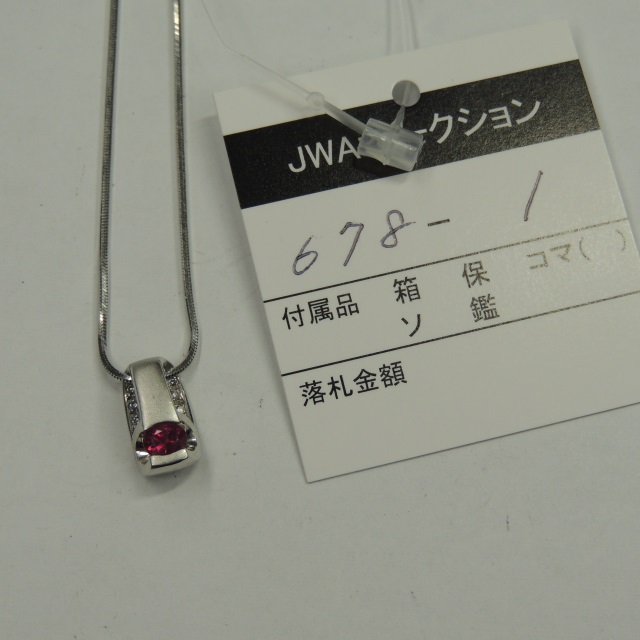 JWA ークション
678- 1
付属品 箱 保 コマ( )
ソ 鑑
落札金額